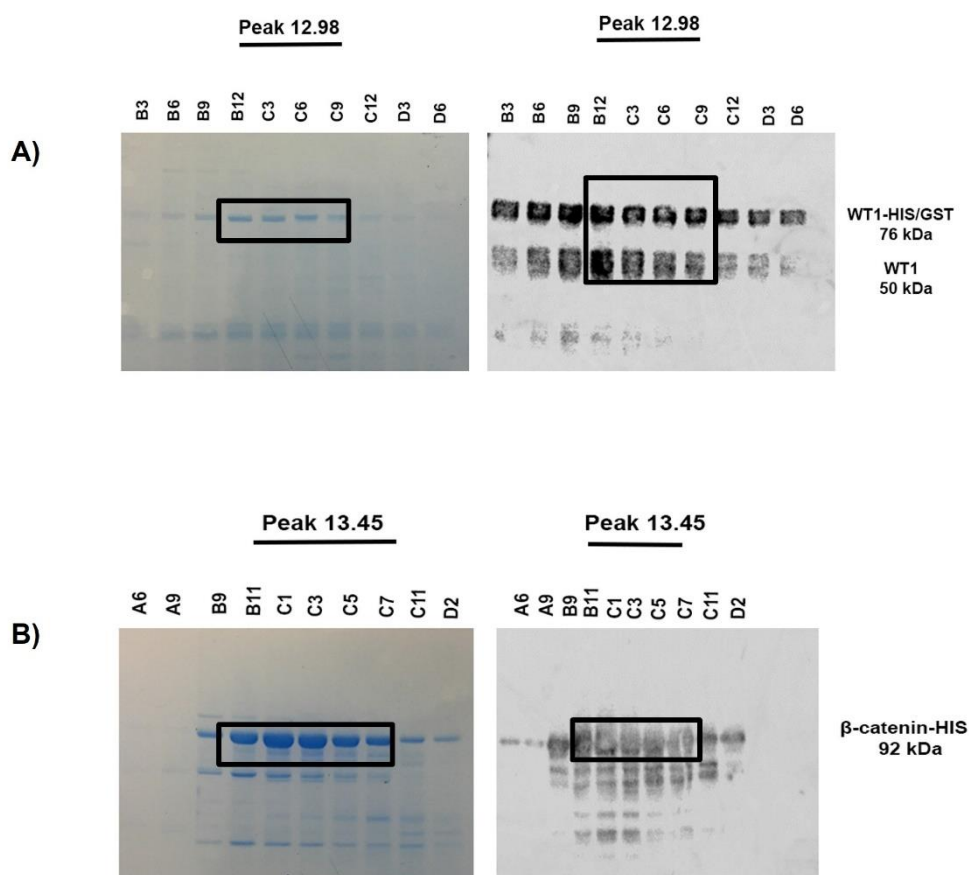 Peak 12.98
Peak 12.98
B3 B6 B9 B12 C3 C6 C9 C12 D3 D6
B3 B6 B9 B12 C3 C6 C9 C12 D3 D6
A)
WT1-HIS/GST
76 kDa
WT1
50 kDa
Peak 13.45
Peak 13.45
A6 A9 B9 B11 C1 C3 C5 C7 C11 D2
A6 A9 B9 B11 C1 C3 C5 C7 C11 D2
B)
β-catenin-HIS
92 kDa